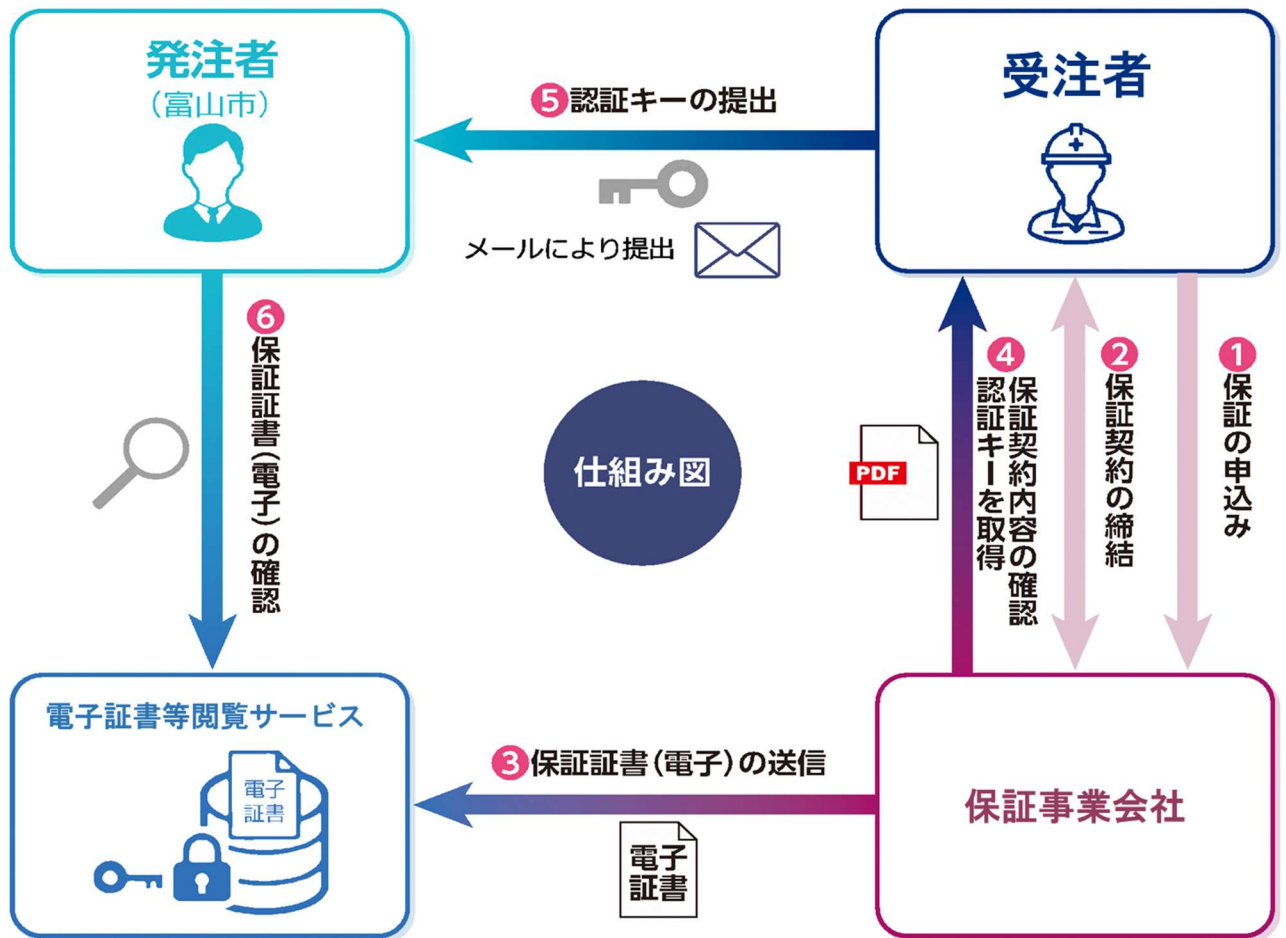 発注者
（富山市）
受注者
❺認証キーの提出
メールにより提出
❻保証証書（電子）の確認
仕組み図
PDF
❹保証契約内容の確認
認証キーを取得
❷保証契約の締結
❶保証の申込み
電子証書等閲覧サービス
電子
証書
❸保証証書（電子）の送信
電子
証書
保証事業会社